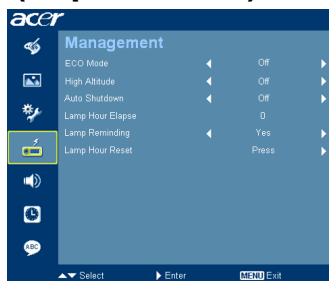 acer
Management
ECO Mode Off
High Altitude Off
Auto Shutdown Off
Lamp Hour Elapse 0
Lamp Reminding Yes
Lamp Hour Reset Press
ABC
Select Enter MENU Exit